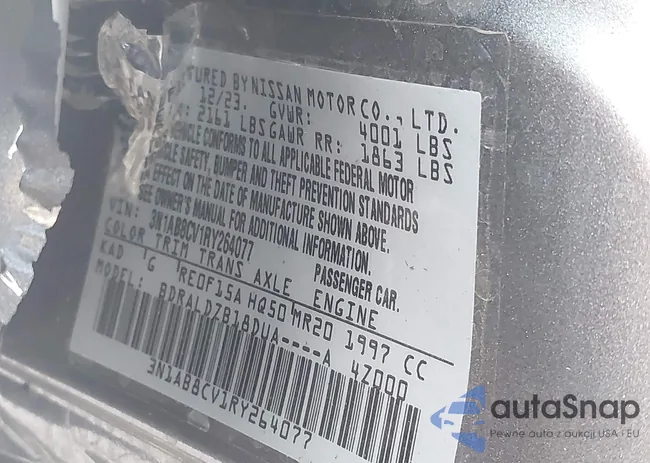 TURED BY NISSAN MOTOR CO., LTD.
12/23 GVWR: 4001 LBS
2161 LBS GAWR RR: 1863 LBS
VEHICLE CONFORMS TO ALL APPLICABLE FEDERAL MOTOR
SAFETY, BUMPER AND THEFT PREVENTION STANDARDS
EFFECT ON THE DATE OF MANUFACTURE SHOWN ABOVE.
SEE OWNER'S MANUAL FOR ADDITIONAL INFORMATION.
VIN: 3N1AB8CV1RY264077 PASSENGER CAR.
COLOR TRIM TRANS AXLE ENGINE
KAD G RE0F15A HQ50 MR20 1997 CC
MODEL: BDRALDZB18DUA----A 4Z000
3N1AB8CV1RY264077
autoSnap
Pewne auta z aukcji USA i EU